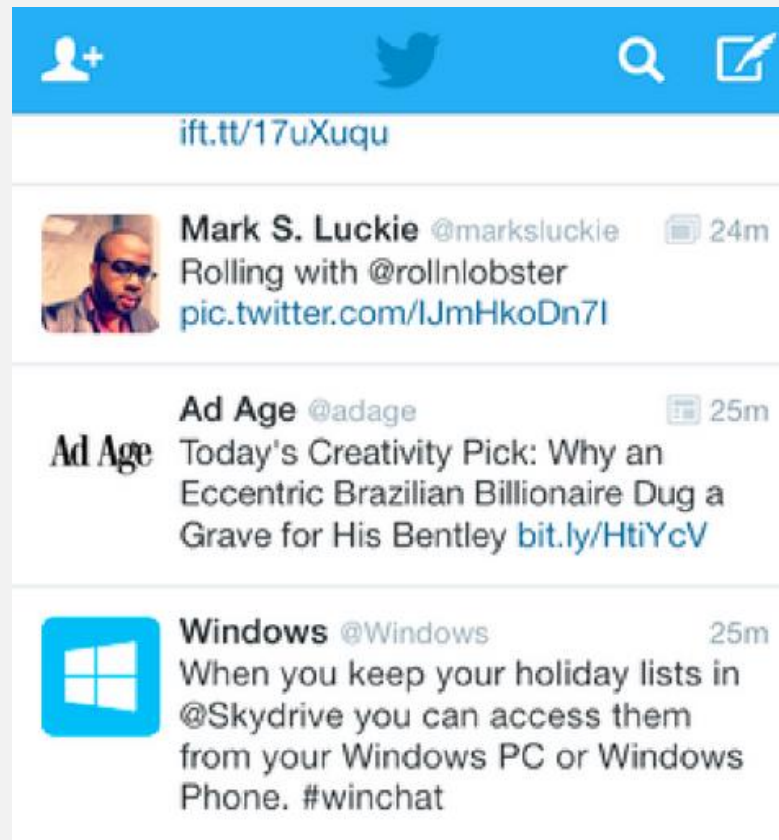 ift.tt/17uXuqu
Mark S. Luckie @marksluckie 24m
Rolling with @rollnlobster
pic.twitter.com/IJmHkoDn7I
Ad Age @adage 25m
Ad Age Today's Creativity Pick: Why an
Eccentric Brazilian Billionaire Dug a
Grave for His Bentley bit.ly/HtiYcV
Windows @Windows 25m
When you keep your holiday lists in
@Skydrive you can access them
from your Windows PC or Windows
Phone. #winchat